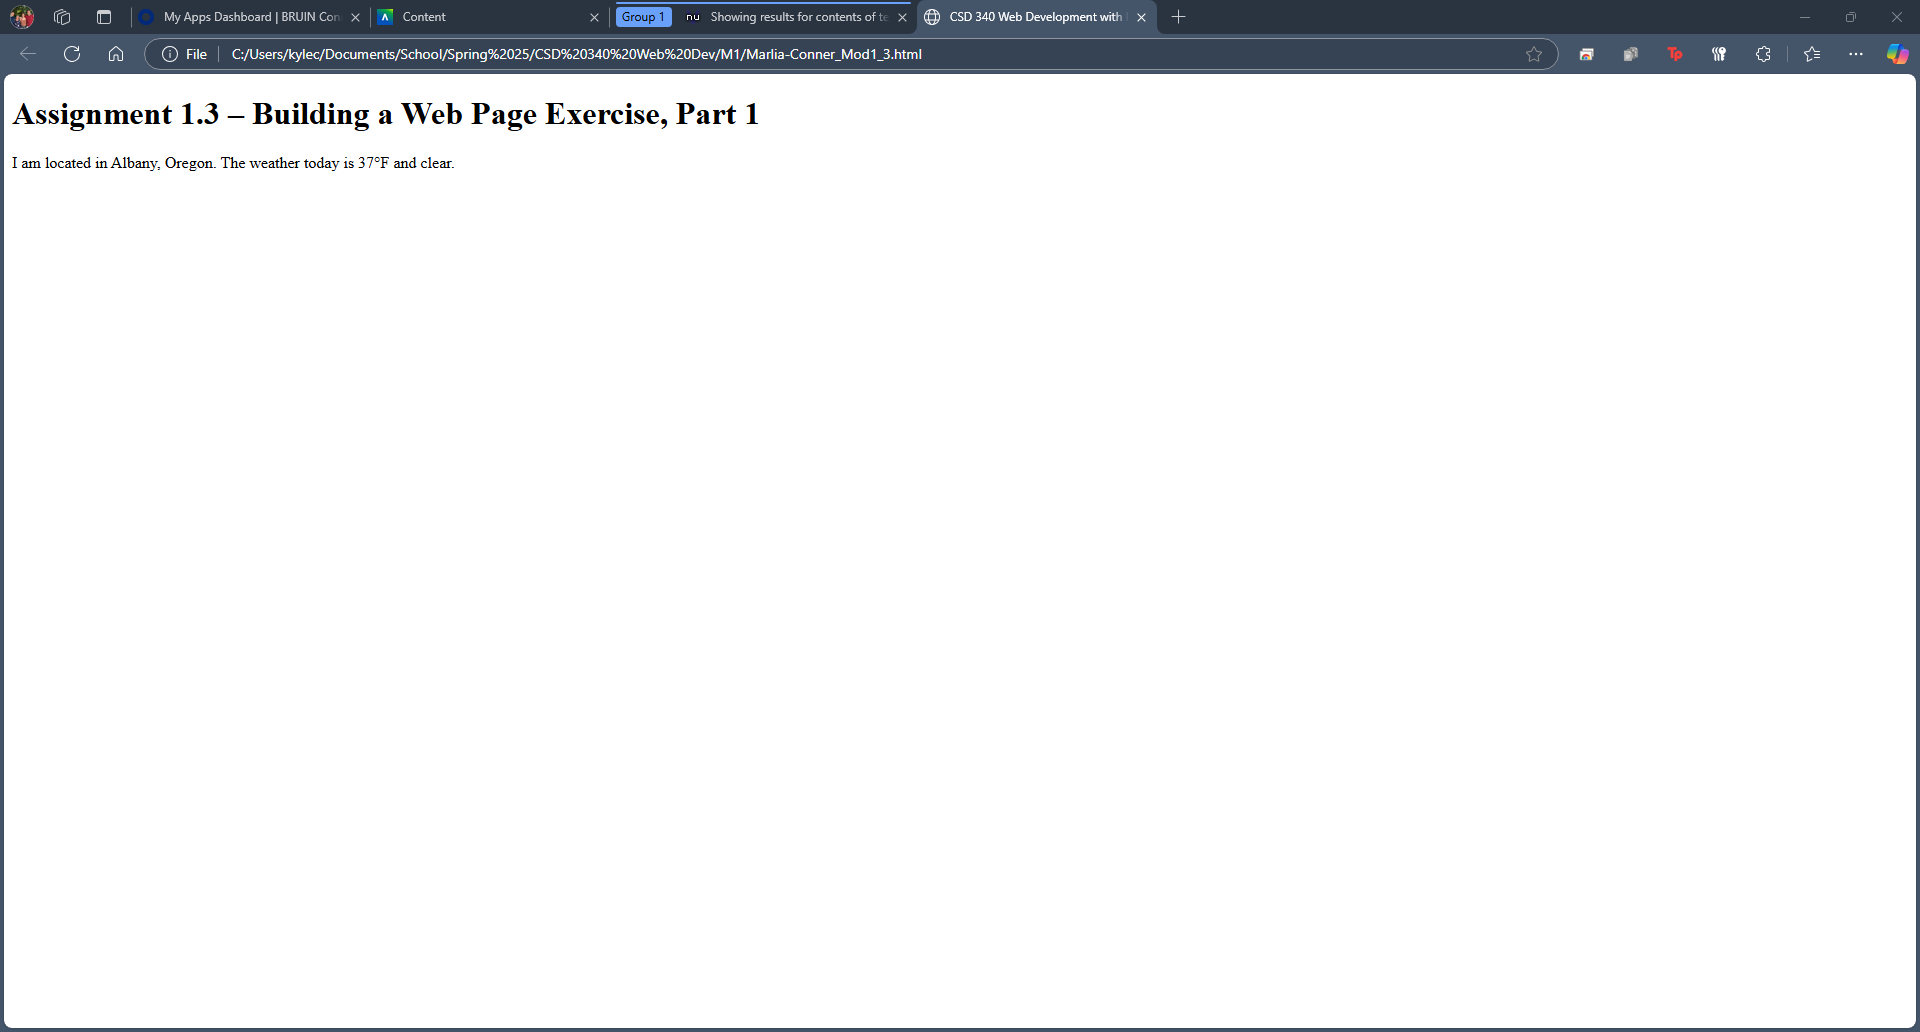 My Apps Dashboard | BRUIN Con
Content
Group 1
nu
Showing results for contents of te
CSD 340 Web Development with
File
C:/Users/kylec/Documents/School/Spring%2025/CSD%20340%20Web%20Dev/M1/Marlia-Conner_Mod1_3.html
Tp
Assignment 1.3 – Building a Web Page Exercise, Part 1
I am located in Albany, Oregon. The weather today is 37°F and clear.